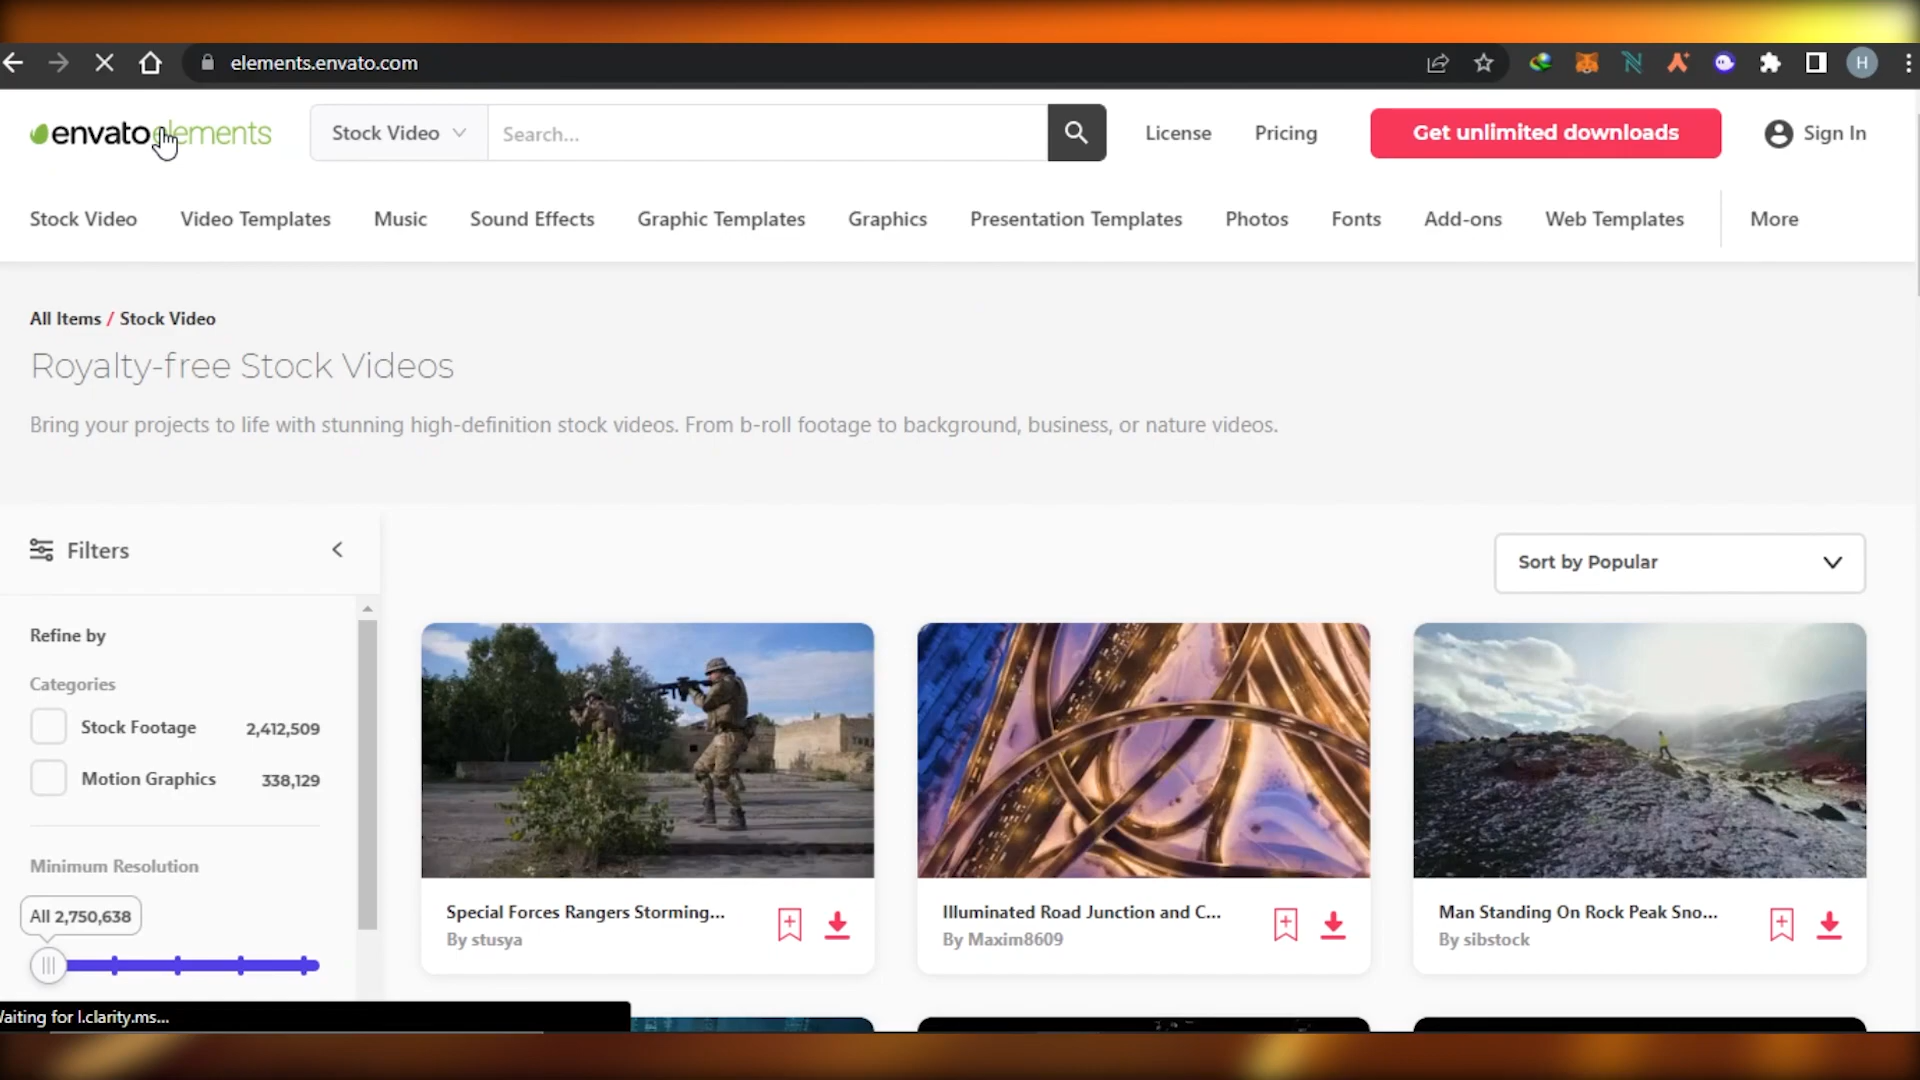 elements.envato.com
H
envato elements
Stock Video
Search...
License
Pricing
Get unlimited downloads
Sign In
Stock Video
Video Templates
Music
Sound Effects
Graphic Templates
Graphics
Presentation Templates
Photos
Fonts
Add-ons
Web Templates
More
All Items / Stock Video
Royalty-free Stock Videos
Bring your projects to life with stunning high-definition stock videos. From b-roll footage to background, business, or nature videos.
Filters
Sort by Popular
Refine by
Categories
Stock Footage 2,412,509
Motion Graphics 338,129
Minimum Resolution
All 2,750,638
Special Forces Rangers Storming...
By stusya
Illuminated Road Junction and C...
By Maxim8609
Man Standing On Rock Peak Sno...
By sibstock
Waiting for l.clarity.ms...